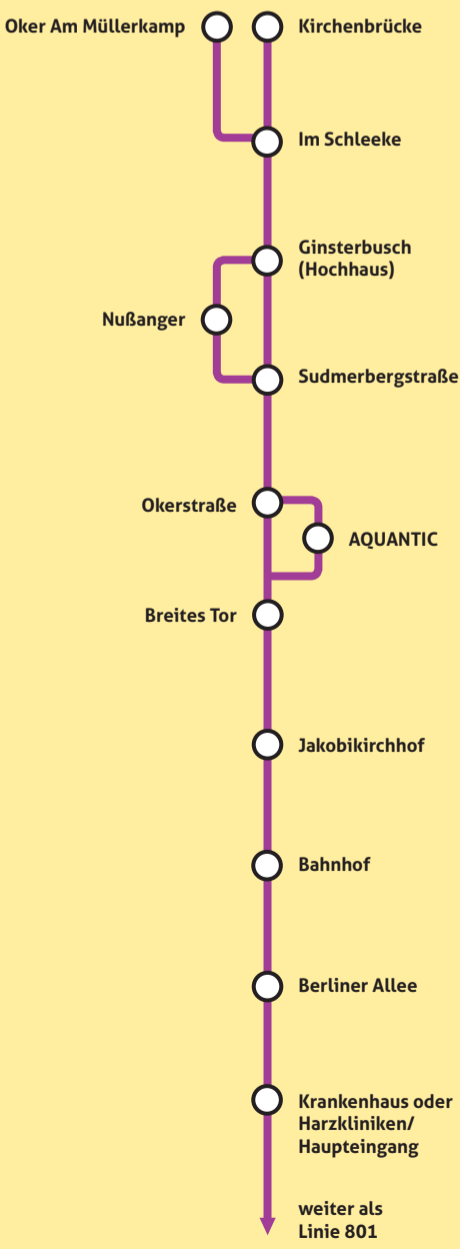 Oker Am Müllerkamp
Kirchenbrücke
Im Schleeke
Ginsterbusch
(Hochhaus)
Nußanger
Sudmerbergstraße
Okerstraße
AQUANTIC
Breites Tor
Jakobikirchhof
Bahnhof
Berliner Allee
Krankenhaus oder
Harzkliniken/
Haupteingang
weiter als
Linie 801